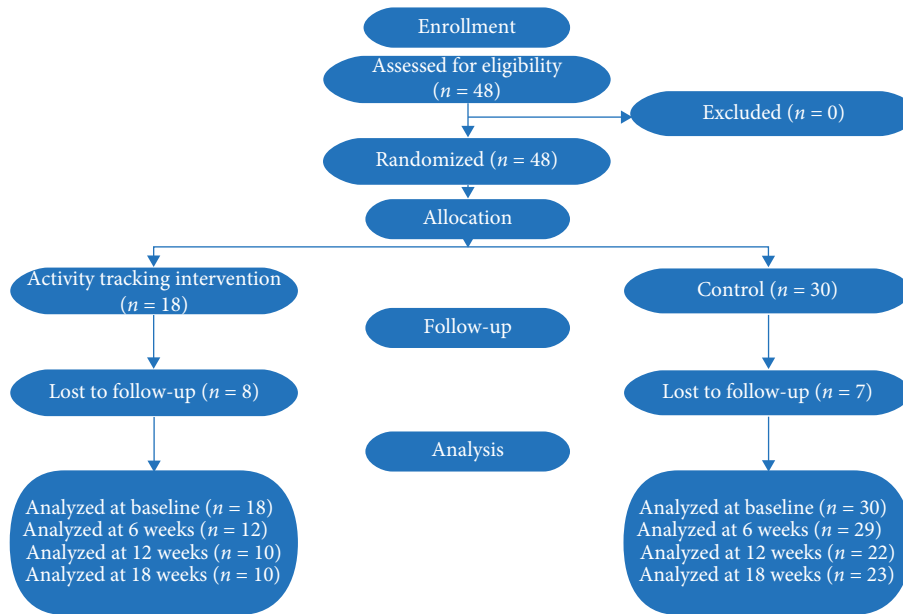 Enrollment
Assessed for eligibility
(n = 48)
Excluded (n = 0)
Randomized (n = 48)
Allocation
Activity tracking intervention
(n = 18)
Control (n = 30)
Follow-up
Lost to follow-up (n = 8)
Lost to follow-up (n = 7)
Analysis
Analyzed at baseline (n = 18)
Analyzed at 6 weeks (n = 12)
Analyzed at 12 weeks (n = 10)
Analyzed at 18 weeks (n = 10)
Analyzed at baseline (n = 30)
Analyzed at 6 weeks (n = 29)
Analyzed at 12 weeks (n = 22)
Analyzed at 18 weeks (n = 23)